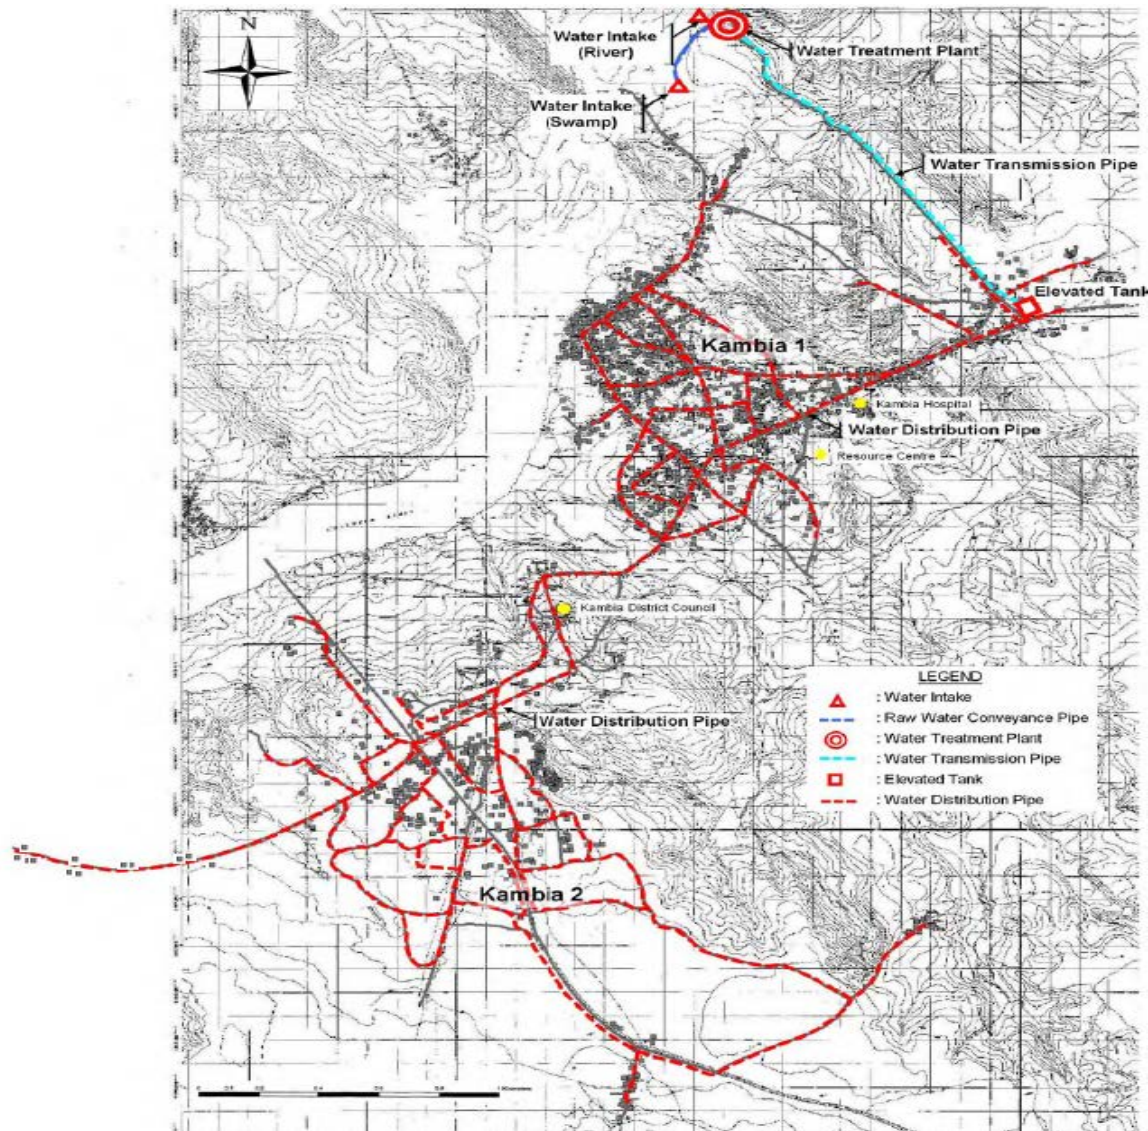 N
Water Intake
(River)
Water Treatment Plant
Water Intake
(Swamp)
Water Transmission Pipe
Elevated Tank
Kambia 1
Kambia Hospital
Water Distribution Pipe
Resource Centre
Kambia District Council
Water Distribution Pipe
LEGEND
: Water Intake
: Raw Water Conveyance Pipe
: Water Treatment Plant
: Water Transmission Pipe
: Elevated Tank
: Water Distribution Pipe
Kambia 2